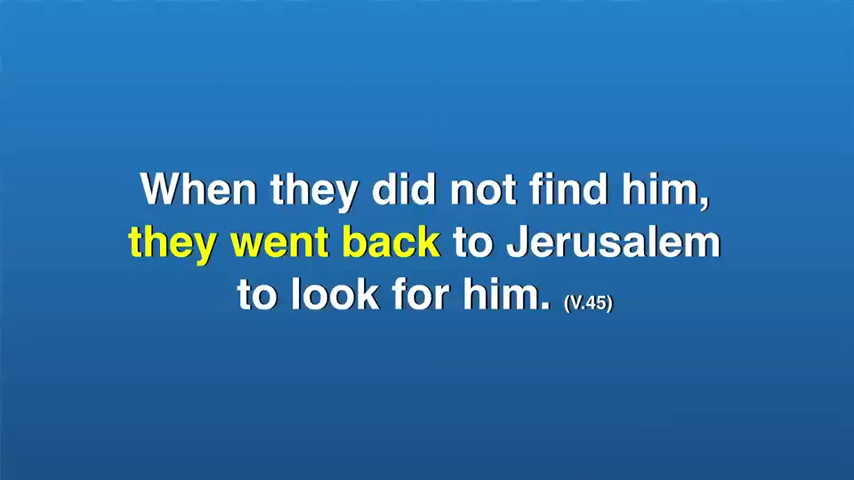 When they did not find him,
they went back to Jerusalem
to look for him. (V.45)